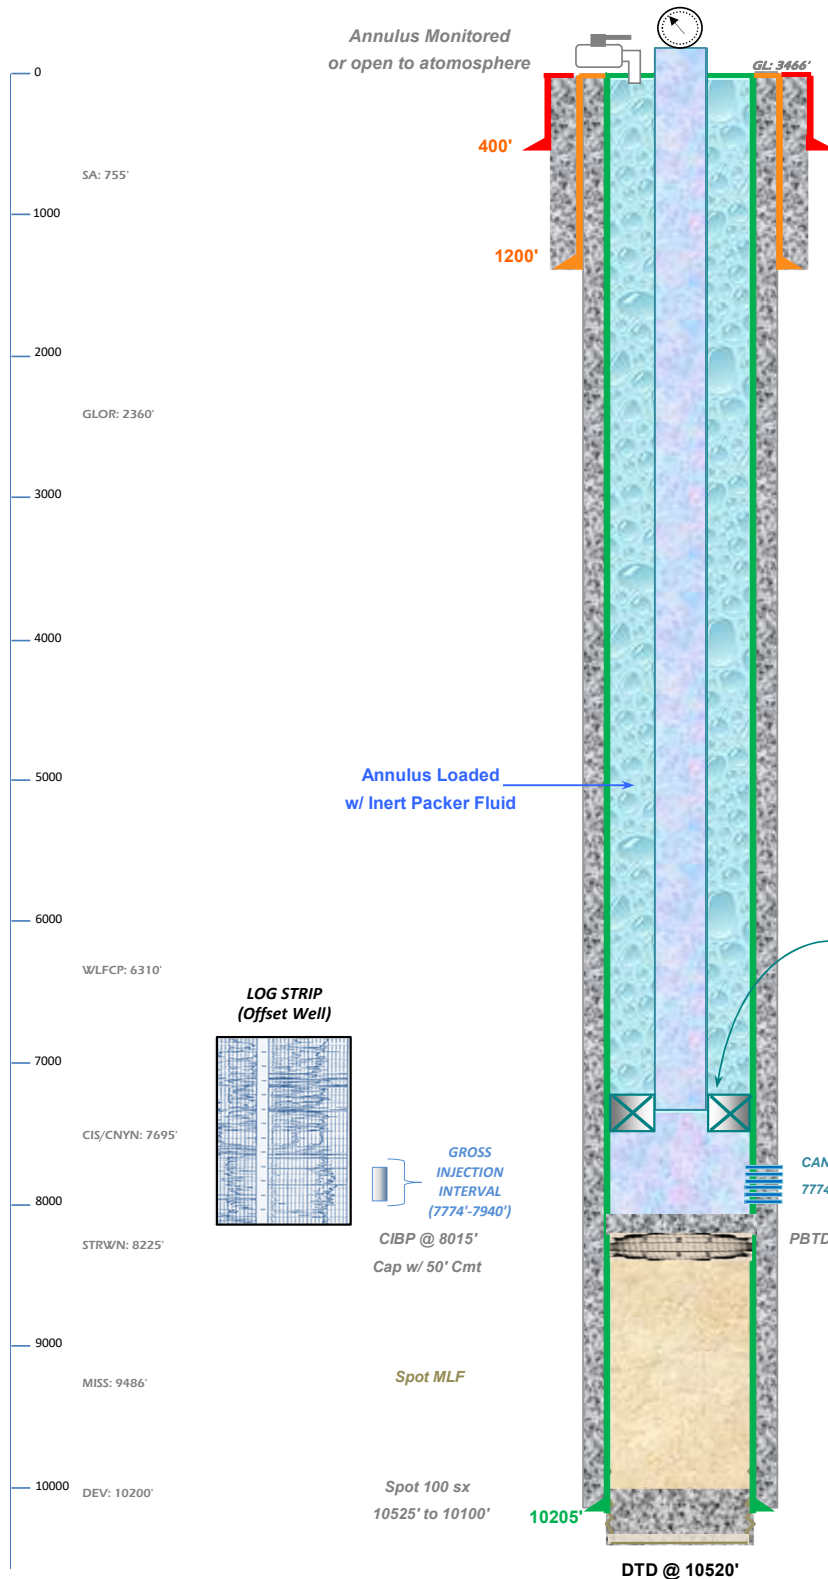 Annulus Monitored
or open to atomosphere
GL: 3466'
0
400'
SA: 755'
1000
1200'
2000
GLOR: 2360'
3000
4000
5000
Annulus Loaded
w/ Inert Packer Fluid
6000
WLFCP: 6310'
LOG STRIP
(Offset Well)
7000
CIS/CNYN: 7695'
GROSS
INJECTION
INTERVAL
(7774'-7940')
CAN
7774
8000
STRWN: 8225'
CIBP @ 8015'
Cap w/ 50' Cmt
PBTD
9000
MISS: 9486'
Spot MLF
10000
DEV: 10200'
Spot 100 sx
10525' to 10100'
10205'
DTD @ 10520'